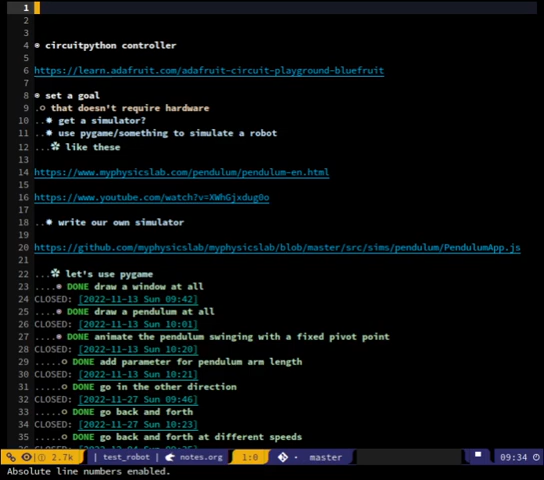 1
2
3
4 circuitpython controller
5
6 https://learn.adafruit.com/adafruit-circuit-playground-bluefruit
7
8 set a goal
9 . that doesn't require hardware
10 .. get a simulator?
11 .. use pygame/something to simulate a robot
12 ... like these
13
14 https://www.myphysicslab.com/pendulum/pendulum-en.html
15
16 https://www.youtube.com/watch?v=XWhGjxdug0o
17
18 .. write our own simulator
19
20 https://github.com/myphysicslab/myphysicslab/blob/master/src/sims/pendulum/PendulumApp.js
21
22 ... let's use pygame
23 .... DONE draw a window at all
24 CLOSED: [2022-11-13 Sun 09:42]
25 .... DONE draw a pendulum at all
26 CLOSED: [2022-11-13 Sun 10:01]
27 .... DONE animate the pendulum swinging with a fixed pivot point
28 CLOSED: [2022-11-13 Sun 10:20]
29 ..... DONE add parameter for pendulum arm length
30 CLOSED: [2022-11-13 Sun 10:21]
31 ..... DONE go in the other direction
32 CLOSED: [2022-11-27 Sun 09:46]
33 ..... DONE go back and forth
34 CLOSED: [2022-11-27 Sun 10:23]
35 ..... DONE go back and forth at different speeds
2.7k | test_robot | notes.org 1:0 master 09:34
Absolute line numbers enabled.